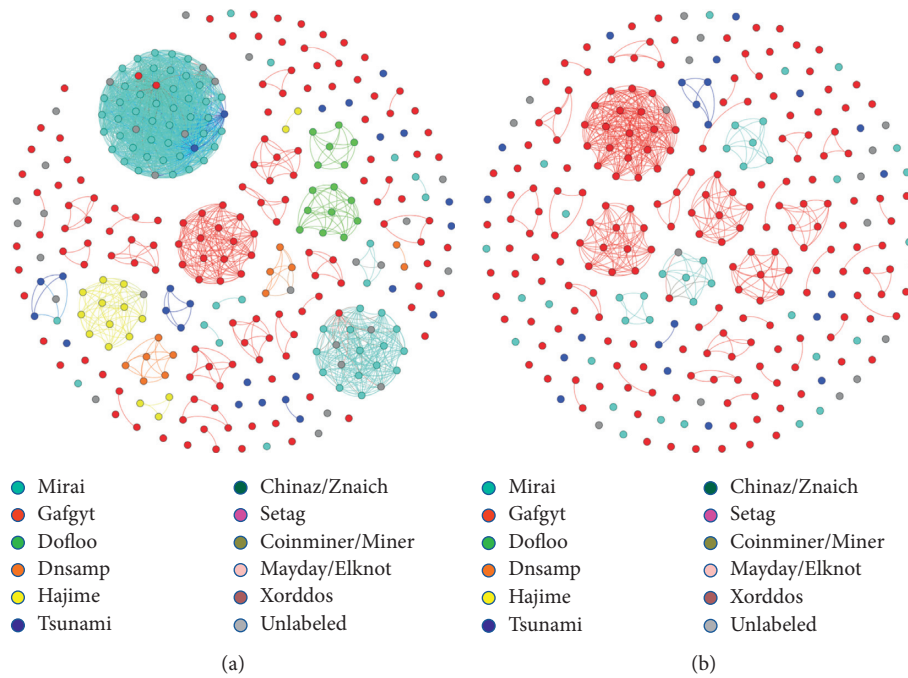 Mirai
Gafgyt
Dofloo
Dnsamp
Hajime
Tsunami
Chinaz/Znaich
Setag
Coinminer/Miner
Mayday/Elknot
Xorddos
Unlabeled
(a)
Mirai
Gafgyt
Dofloo
Dnsamp
Hajime
Tsunami
Chinaz/Znaich
Setag
Coinminer/Miner
Mayday/Elknot
Xorddos
Unlabeled
(b)